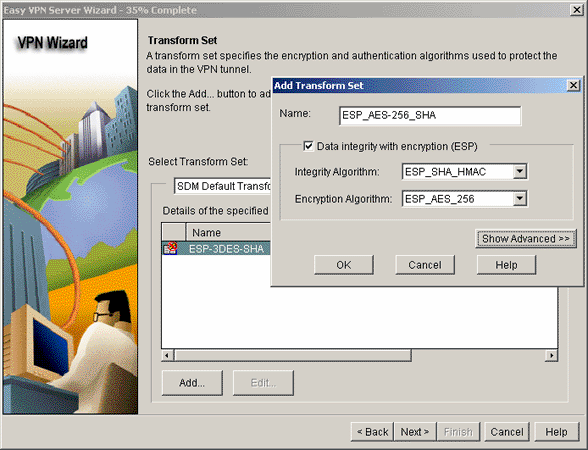 Easy VPN Server Wizard - 35% Complete
VPN Wizard
Transform Set
A transform set specifies the encryption and authentication algorithms used to protect the
data in the VPN tunnel.
Click the Add... button to ad
transform set.
Select Transform Set:
SDM Default Transfo
Details of the specified
Name
ESP-3DES-SHA
Add...
Edit...
Add Transform Set
Name:
ESP_AES-256_SHA
Data integrity with encryption (ESP)
Integrity Algorithm:
ESP_SHA_HMAC
Encryption Algorithm:
ESP_AES_256
Show Advanced >>
OK
Cancel
Help
< Back
Next >
Finish
Cancel
Help